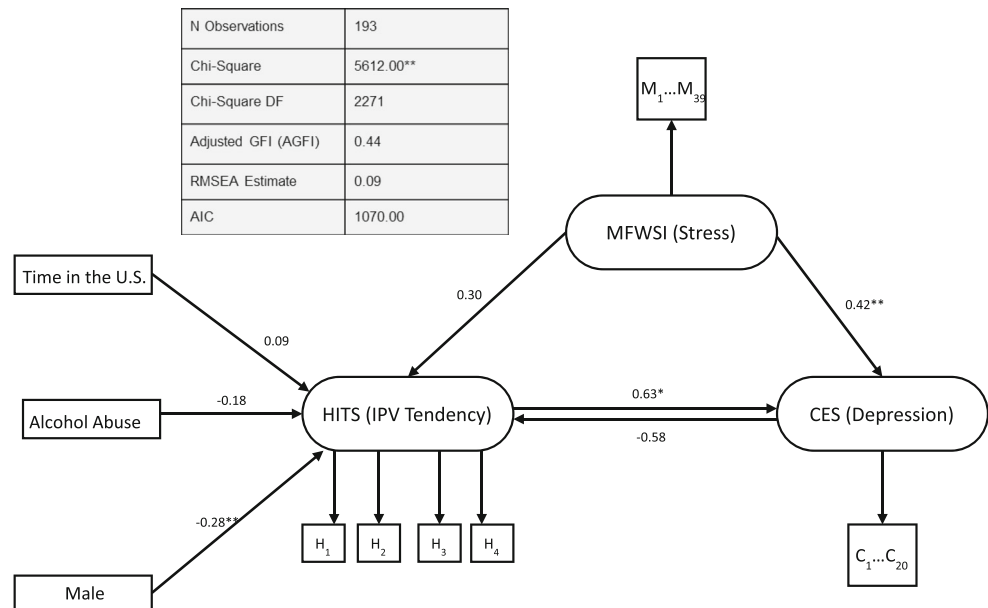 N Observations 193
Chi-Square 5612.00**
Chi-Square DF 2271
Adjusted GFI (AGFI) 0.44
RMSEA Estimate 0.09
AIC 1070.00
M1...M39
MFWSI (Stress)
Time in the U.S.
0.30
0.42**
0.09
Alcohol Abuse
-0.18
HITS (IPV Tendency)
0.63*
-0.58
CES (Depression)
-0.28**
H1 H2 H3 H4
C1...C20
Male